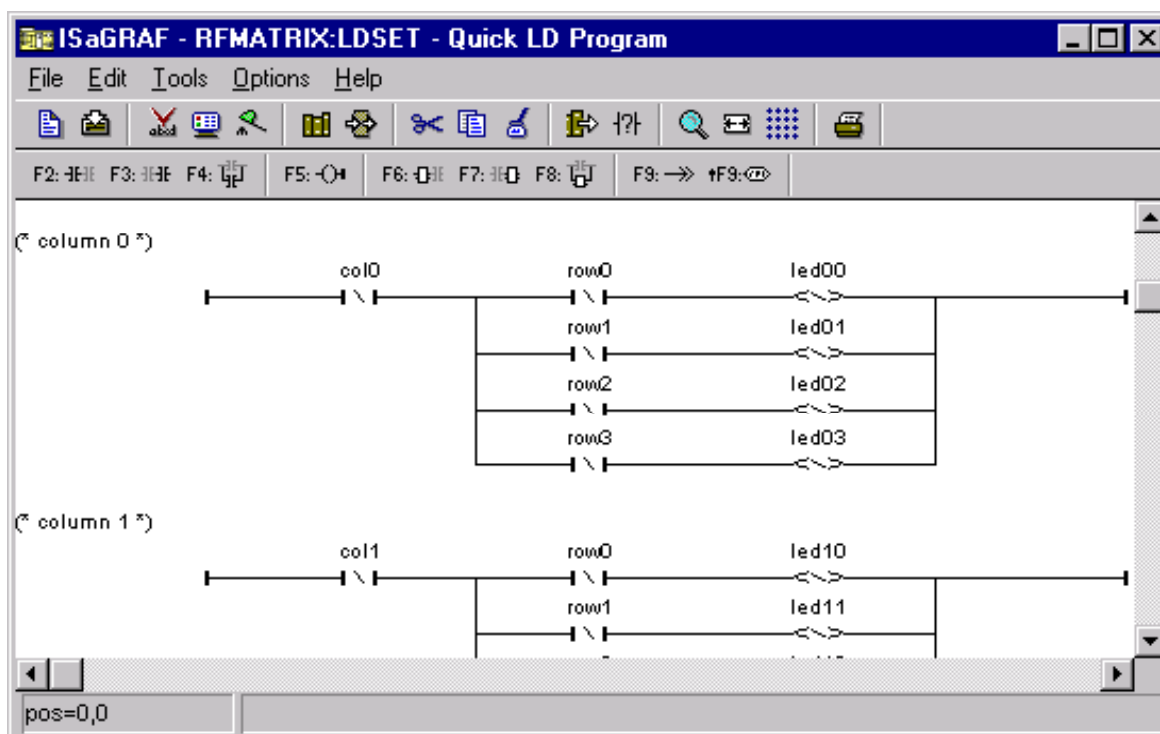 ISaGRAF - RFMATRIX:LDSET - Quick LD Program
File Edit Tools Options Help
F2: F3: F4: F5: F6: F7: F8: F9: F9:
(* column 0 *)
col0 row0 led00
row1 led01
row2 led02
row3 led03
(* column 1 *)
col1 row0 led10
row1 led11
pos=0,0